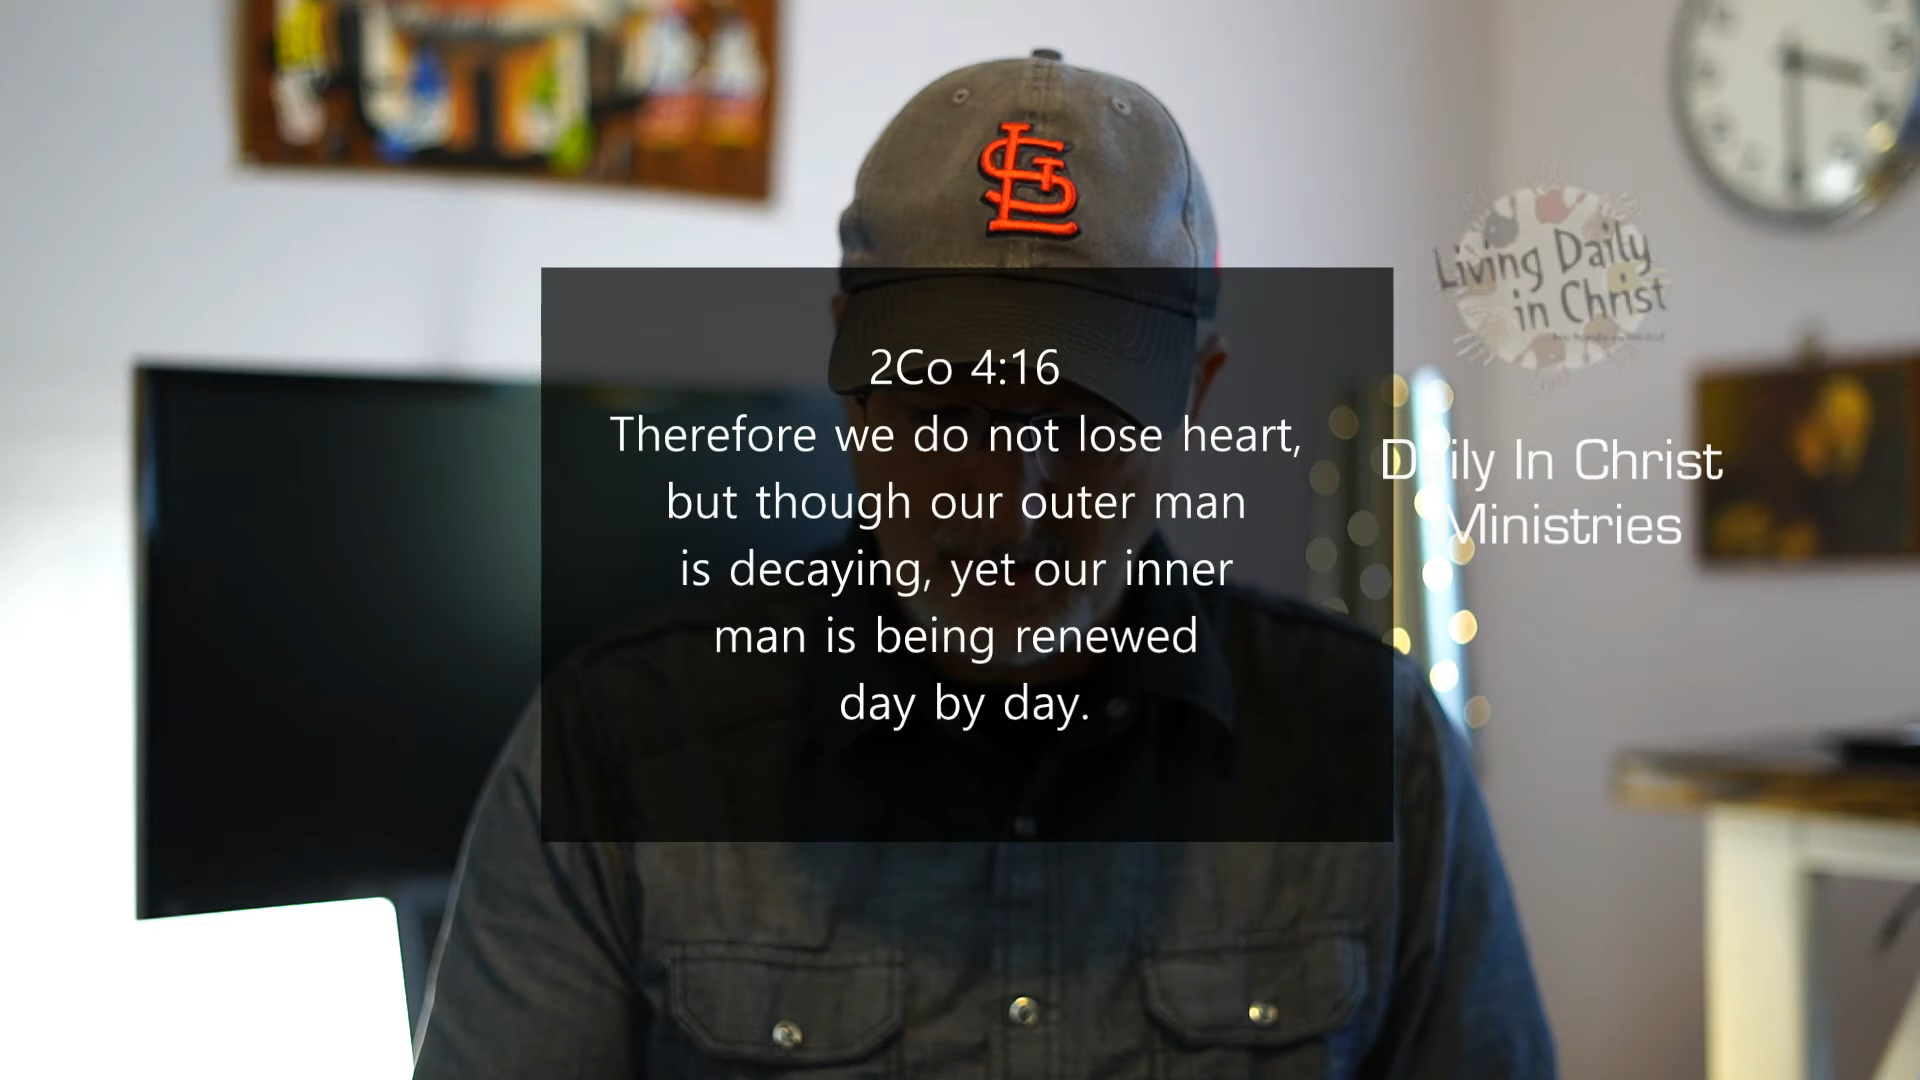 STL
2Co 4:16
Therefore we do not lose heart,
but though our outer man
is decaying, yet our inner
man is being renewed
day by day.
Living Daily
in Christ
Daily In Christ
Ministries